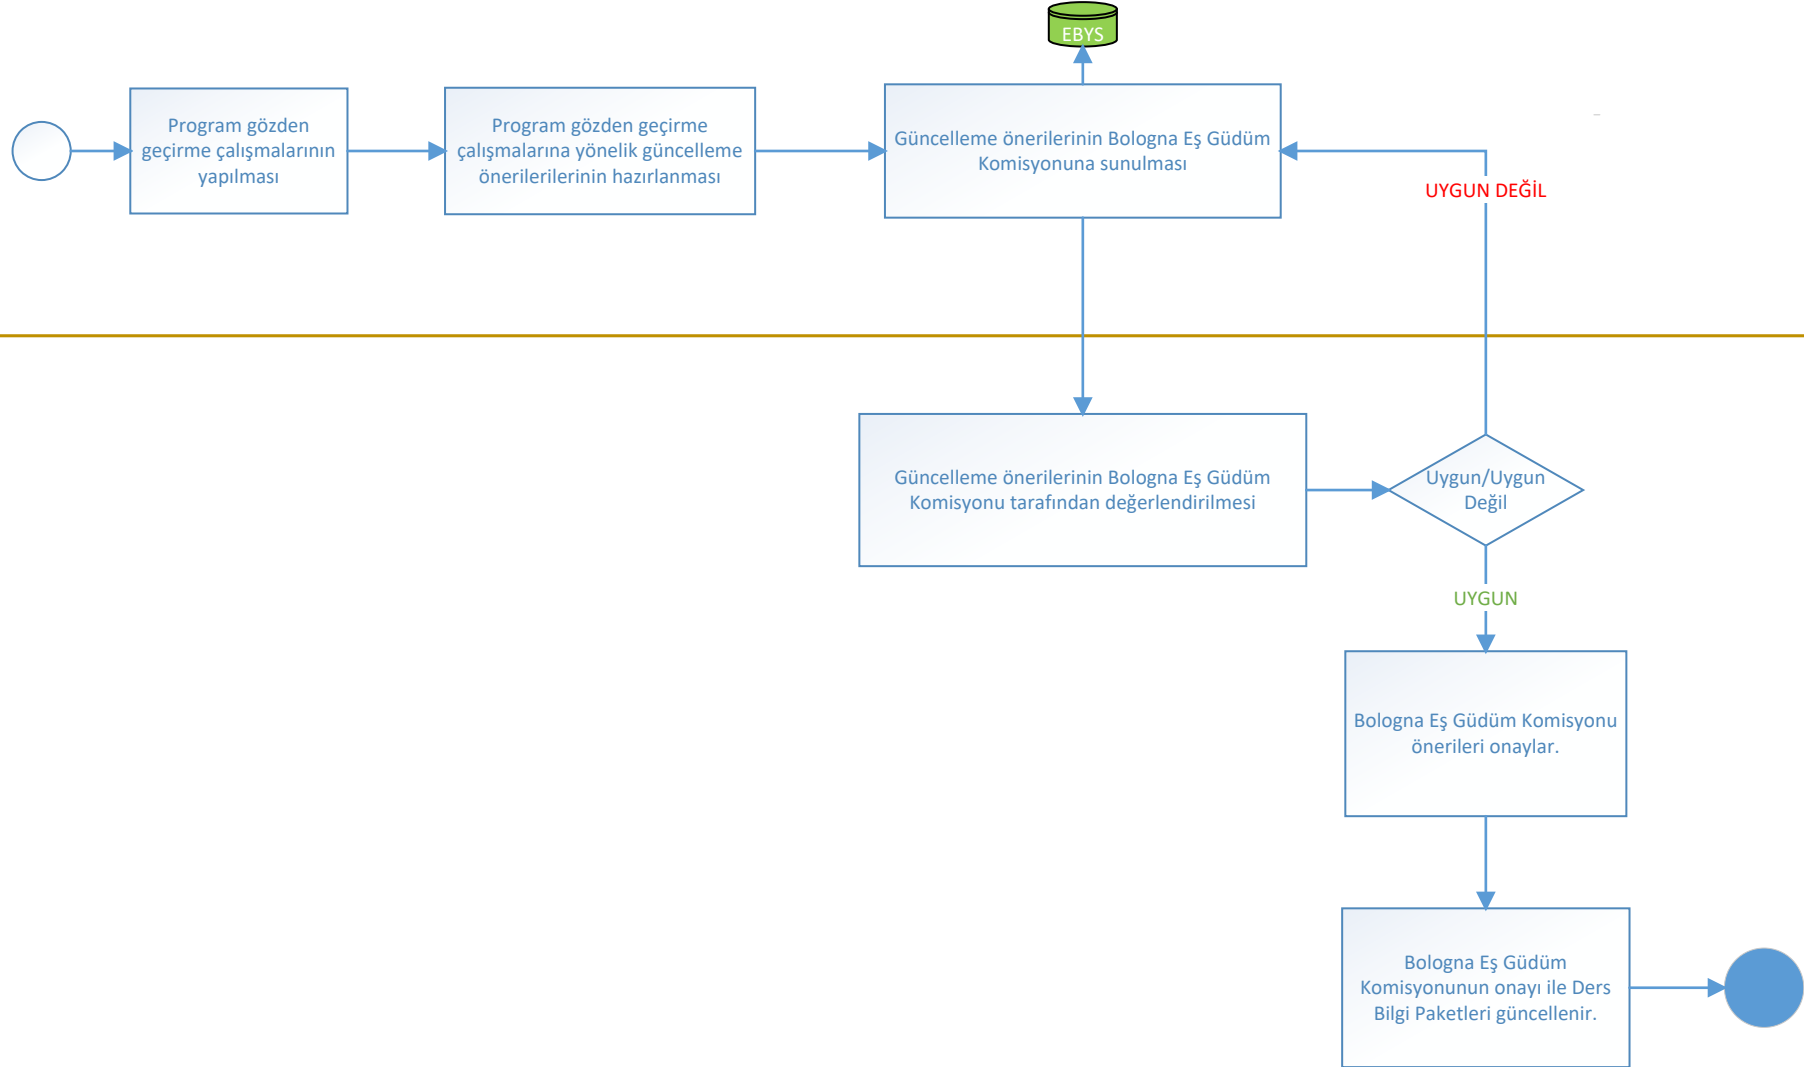 EBYS
Program gözden
geçirme çalışmalarının
yapılması
Program gözden geçirme
çalışmalarına yönelik güncelleme
önerilerilerinin hazırlanması
Güncelleme önerilerinin Bologna Eş Güdüm
Komisyonuna sunulması
UYGUN DEĞİL
Güncelleme önerilerinin Bologna Eş Güdüm
Komisyonu tarafından değerlendirilmesi
Uygun/Uygun
Değil
UYGUN
Bologna Eş Güdüm Komisyonu
önerileri onaylar.
Bologna Eş Güdüm
Komisyonunun onayı ile Ders
Bilgi Paketleri güncellenir.